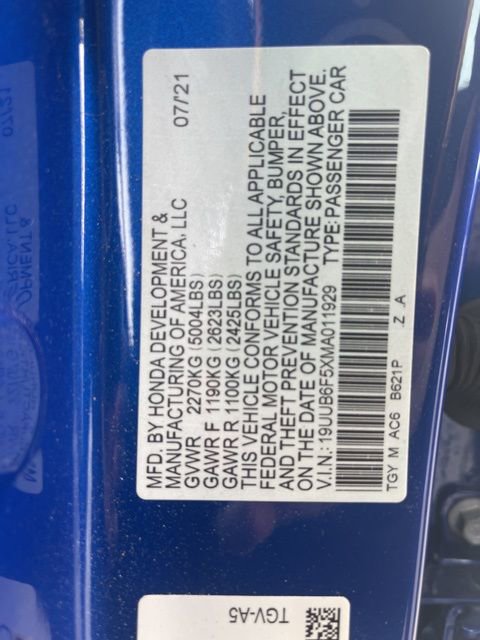 MFD. BY HONDA DEVELOPMENT & 07/'21
MANUFACTURING OF AMERICA, LLC
GVWR 2270KG (5004LBS)
GAWR F 1190KG (2623LBS)
GAWR R 1100KG (2425LBS)
THIS VEHICLE CONFORMS TO ALL APPLICABLE
FEDERAL MOTOR VEHICLE SAFETY, BUMPER,
AND THEFT PREVENTION STANDARDS IN EFFECT
ON THE DATE OF MANUFACTURE SHOWN ABOVE.
V.I.N.: 19UUB6F5XMA011929 TYPE: PASSENGER CAR
TGY M AC6 B621P .Z .A
TGV-A5